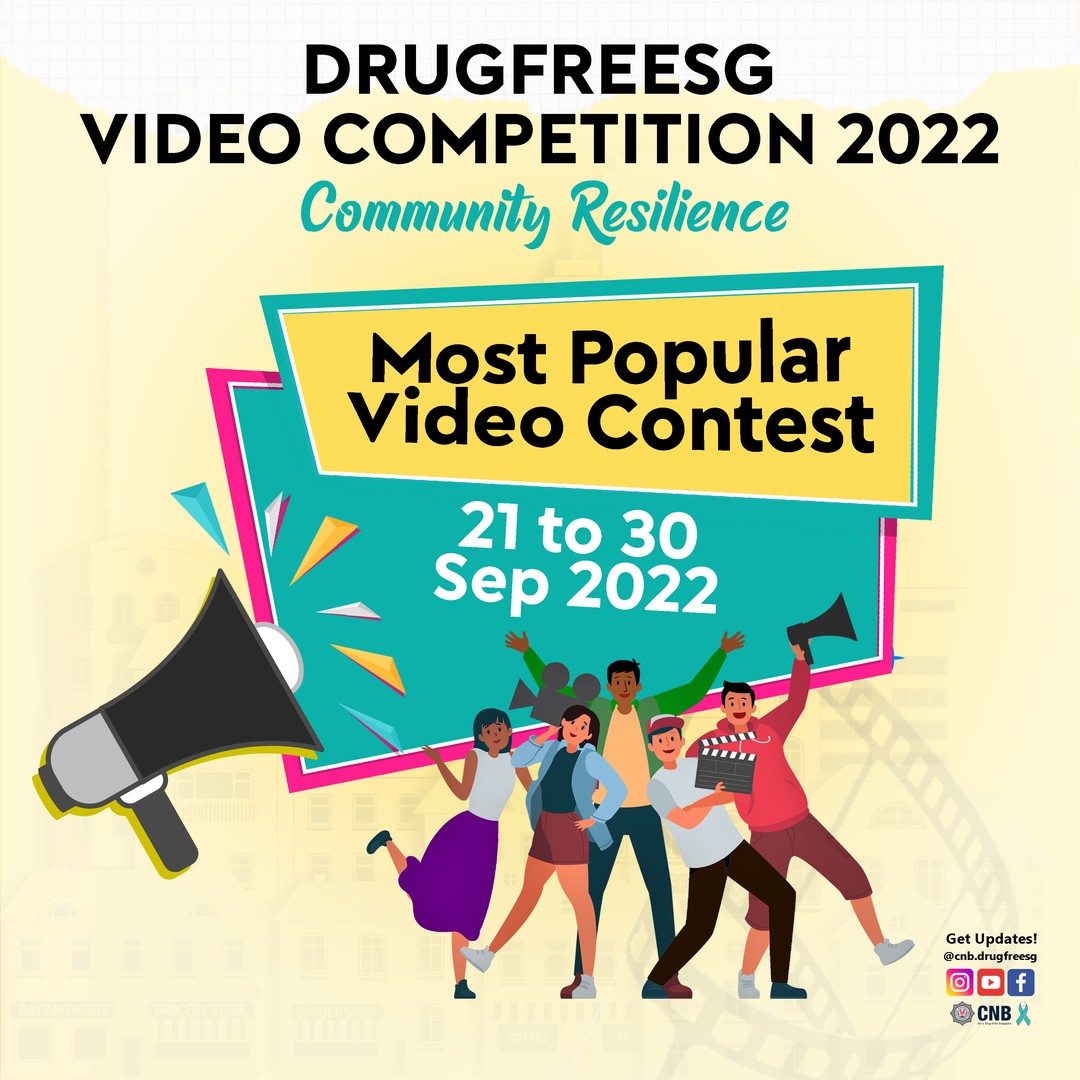 DRUGFREESG
VIDEO COMPETITION 2022
Community Resilience
Most Popular
Video Contest
21 to 30
Sep 2022
Get Updates!
@cnb.drugfreesg
CNB